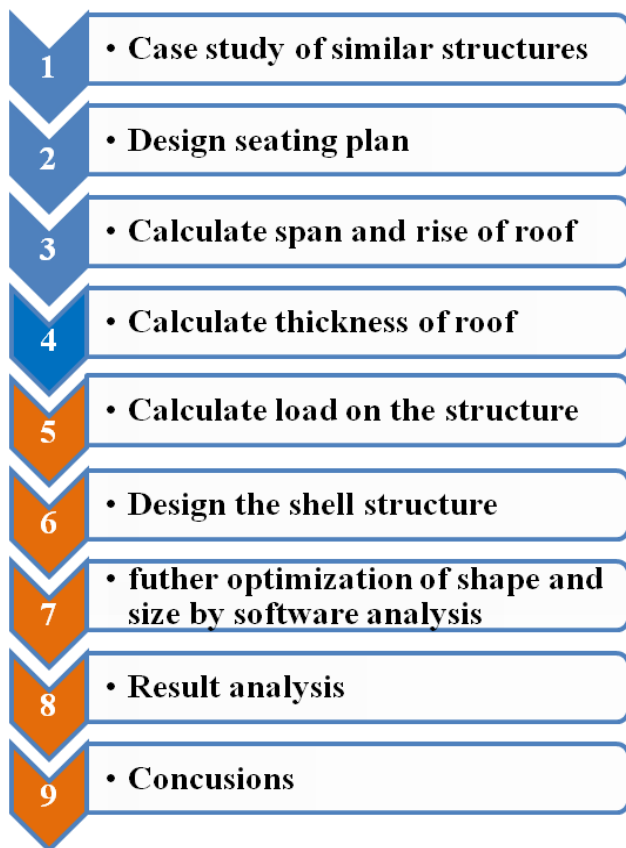 1 • Case study of similar structures
2 • Design seating plan
3 • Calculate span and rise of roof
4 • Calculate thickness of roof
5 • Calculate load on the structure
6 • Design the shell structure
7 • futher optimization of shape and
size by software analysis
8 • Result analysis
9 • Concusions